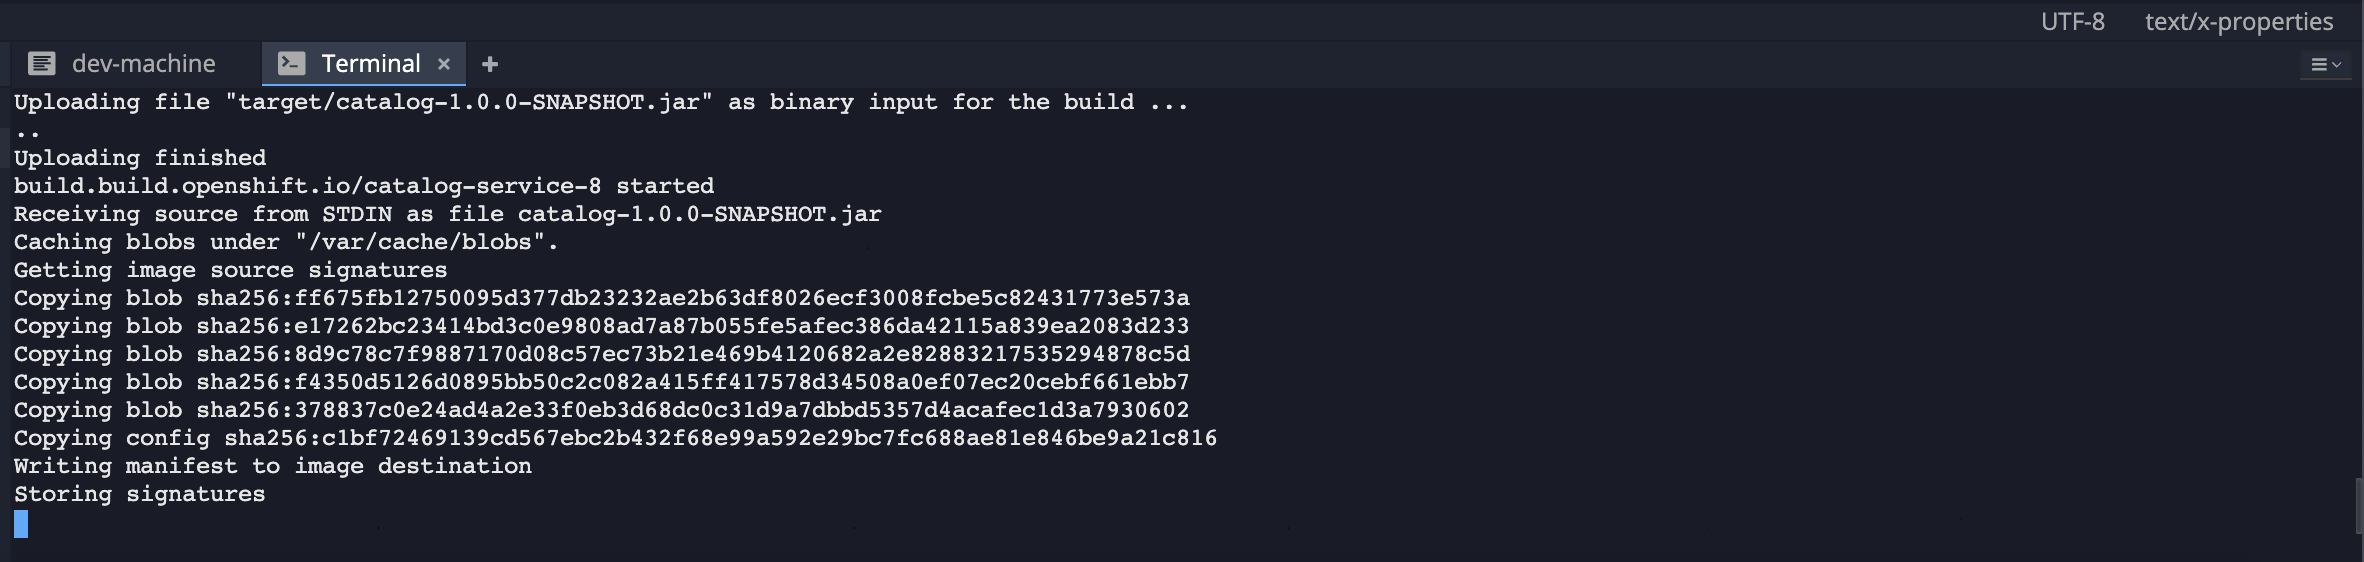 UTF-8 text/x-properties
dev-machine Terminal × +
Uploading file "target/catalog-1.0.0-SNAPSHOT.jar" as binary input for the build ...
..
Uploading finished
build.build.openshift.io/catalog-service-8 started
Receiving source from STDIN as file catalog-1.0.0-SNAPSHOT.jar
Caching blobs under "/var/cache/blobs".
Getting image source signatures
Copying blob sha256:ff675fb12750095d377db23232ae2b63df8026ecf3008fcbe5c82431773e573a
Copying blob sha256:e17262bc23414bd3c0e9808ad7a87b055fe5afec386da42115a839ea2083d233
Copying blob sha256:8d9c78c7f9887170d08c57ec73b21e469b4120682a2e82883217535294878c5d
Copying blob sha256:f4350d5126d0895bb50c2c082a415ff417578d34508a0ef07ec20cebf661ebb7
Copying blob sha256:378837c0e24ad4a2e33f0eb3d68dc0c31d9a7dbbd5357d4acafec1d3a7930602
Copying config sha256:c1bf72469139cd567ebc2b432f68e99a592e29bc7fc688ae81e846be9a21c816
Writing manifest to image destination
Storing signatures